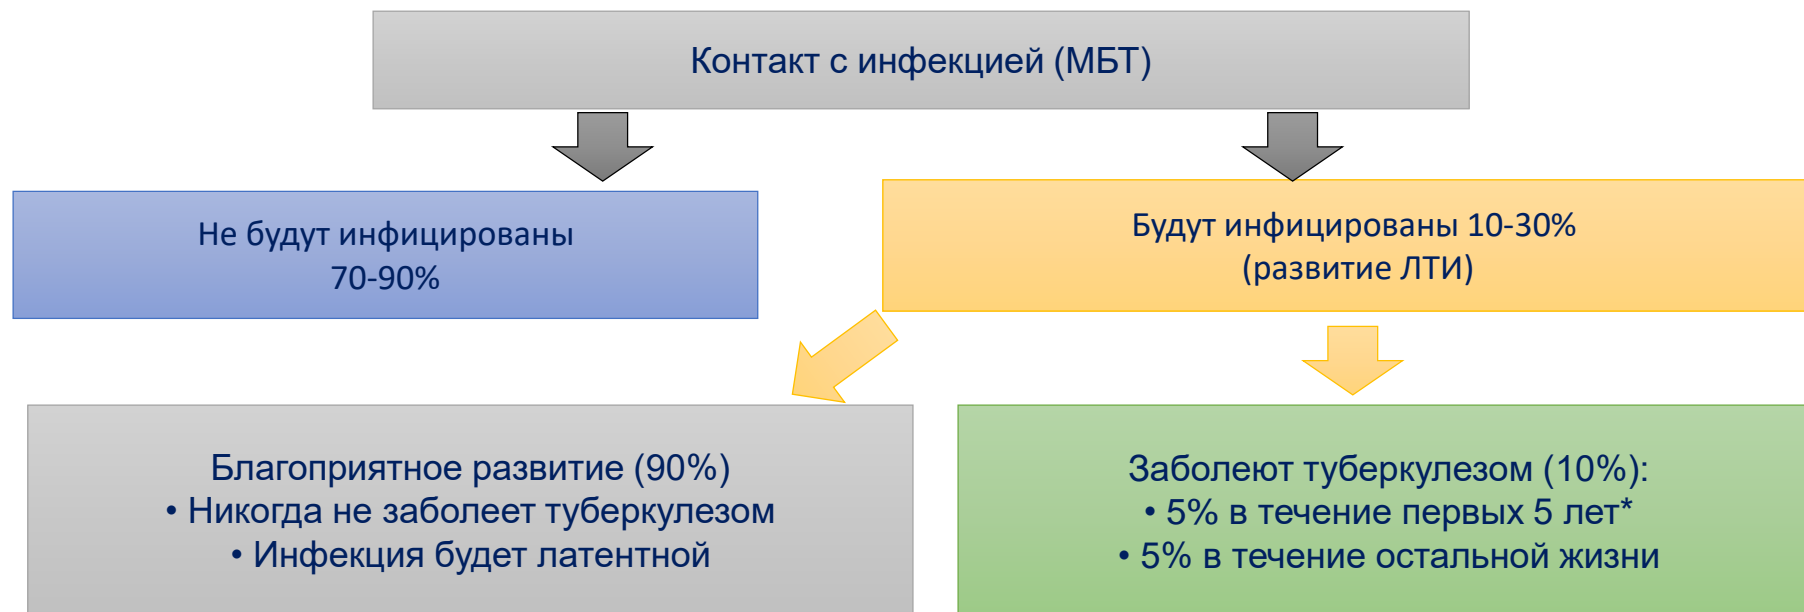 Контакт с инфекцией (МБТ)
Не будут инфицированы
70-90%
Будут инфицированы 10-30%
(развитие ЛТИ)
Благоприятное развитие (90%)
• Никогда не заболеет туберкулезом
• Инфекция будет латентной
Заболеют туберкулезом (10%):
• 5% в течение первых 5 лет*
• 5% в течение остальной жизни